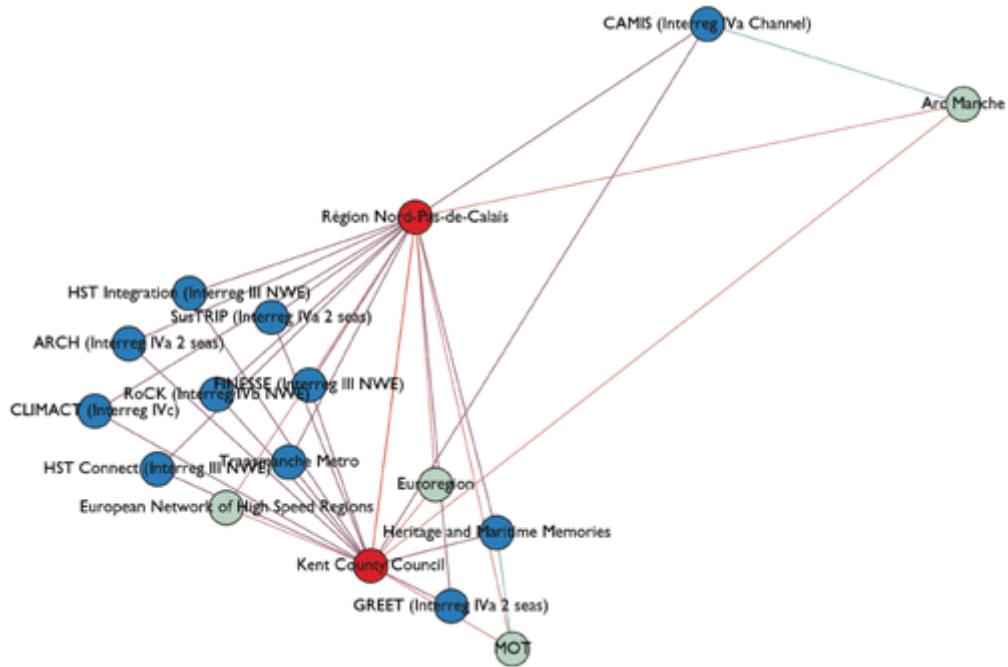 CAMIS (Interreg IVa Channel)
Arc Manche
Région Nord-Pas-de-Calais
HST Integration (Interreg III NWE)
SusTRIP (Interreg IVa 2 seas)
ARCH (Interreg IVa 2 seas)
FINESSE (Interreg III NWE)
RoCK (Interreg IVb NWE)
CLIMACT (Interreg IVc)
Transmanche Metro
HST Connect (Interreg III NWE)
Euroregion
European Network of High Speed Regions
Heritage and Maritime Memories
Kent County Council
GREET (Interreg IVa 2 seas)
MOT